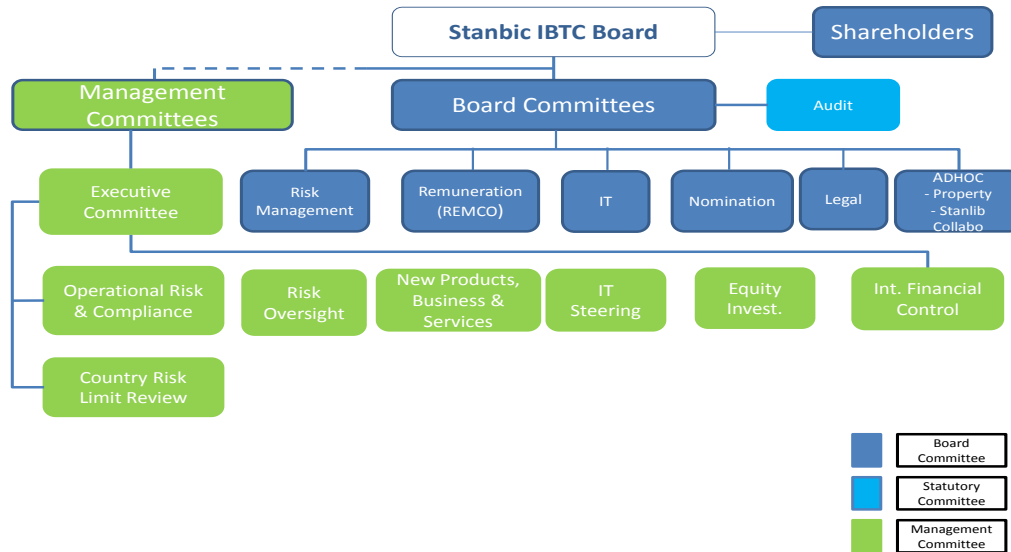 Stanbic IBTC Board
Shareholders
Management
Committees
Board Committees
Audit
Executive
Committee
Risk
Management
Remuneration
(REMCO)
IT
Nomination
Legal
ADHOC
- Property
- Stanlib
Collabo
Operational Risk
& Compliance
Risk
Oversight
New Products,
Business &
Services
IT
Steering
Equity
Invest.
Int. Financial
Control
Country Risk
Limit Review
Board
Committee
Statutory
Committee
Management
Committee